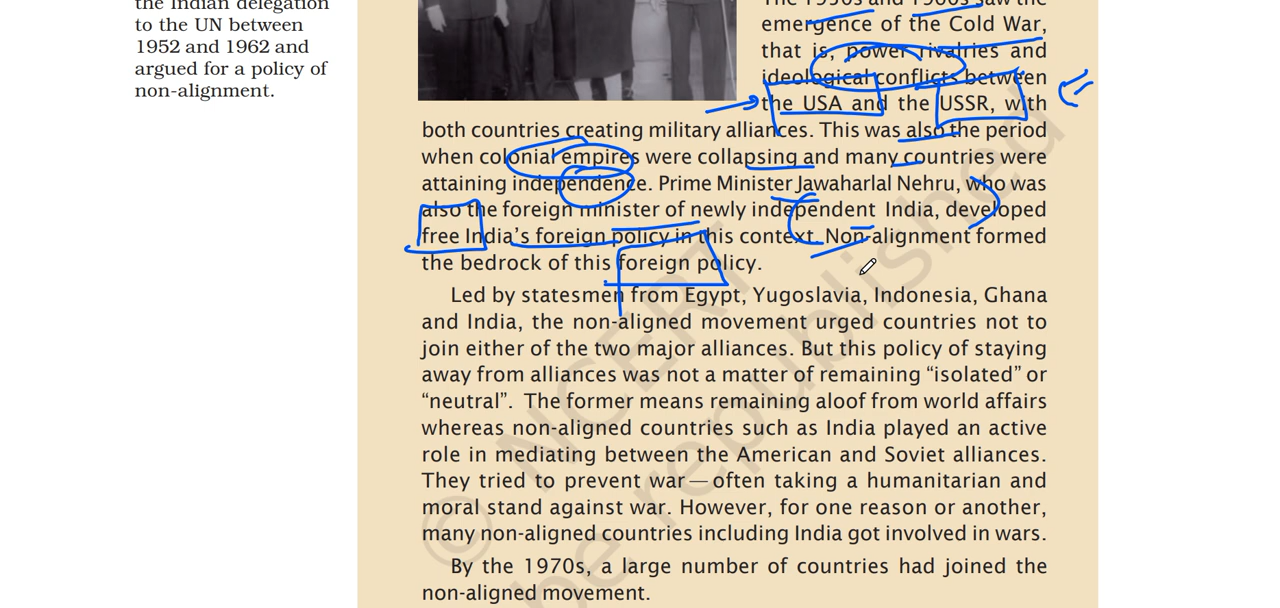 the Indian delegation
to the UN between
1952 and 1962 and
argued for a policy of
non-alignment.
The 1950s and 1960s saw the
emergence of the Cold War,
that is, power rivalries and
ideological conflicts between
the USA and the USSR, with
both countries creating military alliances. This was also the period
when colonial empires were collapsing and many countries were
attaining independence. Prime Minister Jawaharlal Nehru, who was
also the foreign minister of newly independent India, developed
free India’s foreign policy in this context. Non-alignment formed
the bedrock of this foreign policy.
Led by statesmen from Egypt, Yugoslavia, Indonesia, Ghana
and India, the non-aligned movement urged countries not to
join either of the two major alliances. But this policy of staying
away from alliances was not a matter of remaining “isolated” or
“neutral”. The former means remaining aloof from world affairs
whereas non-aligned countries such as India played an active
role in mediating between the American and Soviet alliances.
They tried to prevent war — often taking a humanitarian and
moral stand against war. However, for one reason or another,
many non-aligned countries including India got involved in wars.
By the 1970s, a large number of countries had joined the
non-aligned movement.
© NCERT
be republished